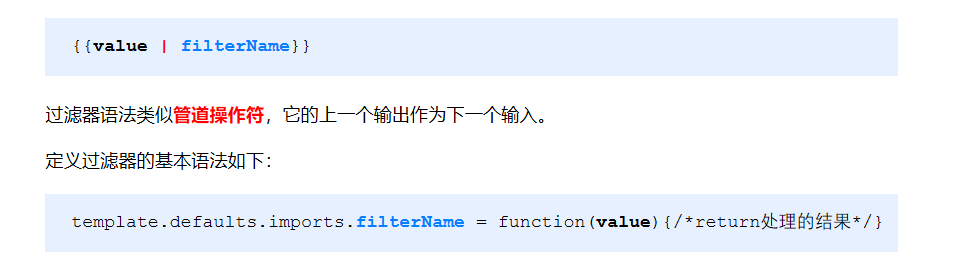 {{value | filterName}}
过滤器语法类似管道操作符，它的上一个输出作为下一个输入。
定义过滤器的基本语法如下：
template.defaults.imports.filterName = function(value){/*return处理的结果*/}